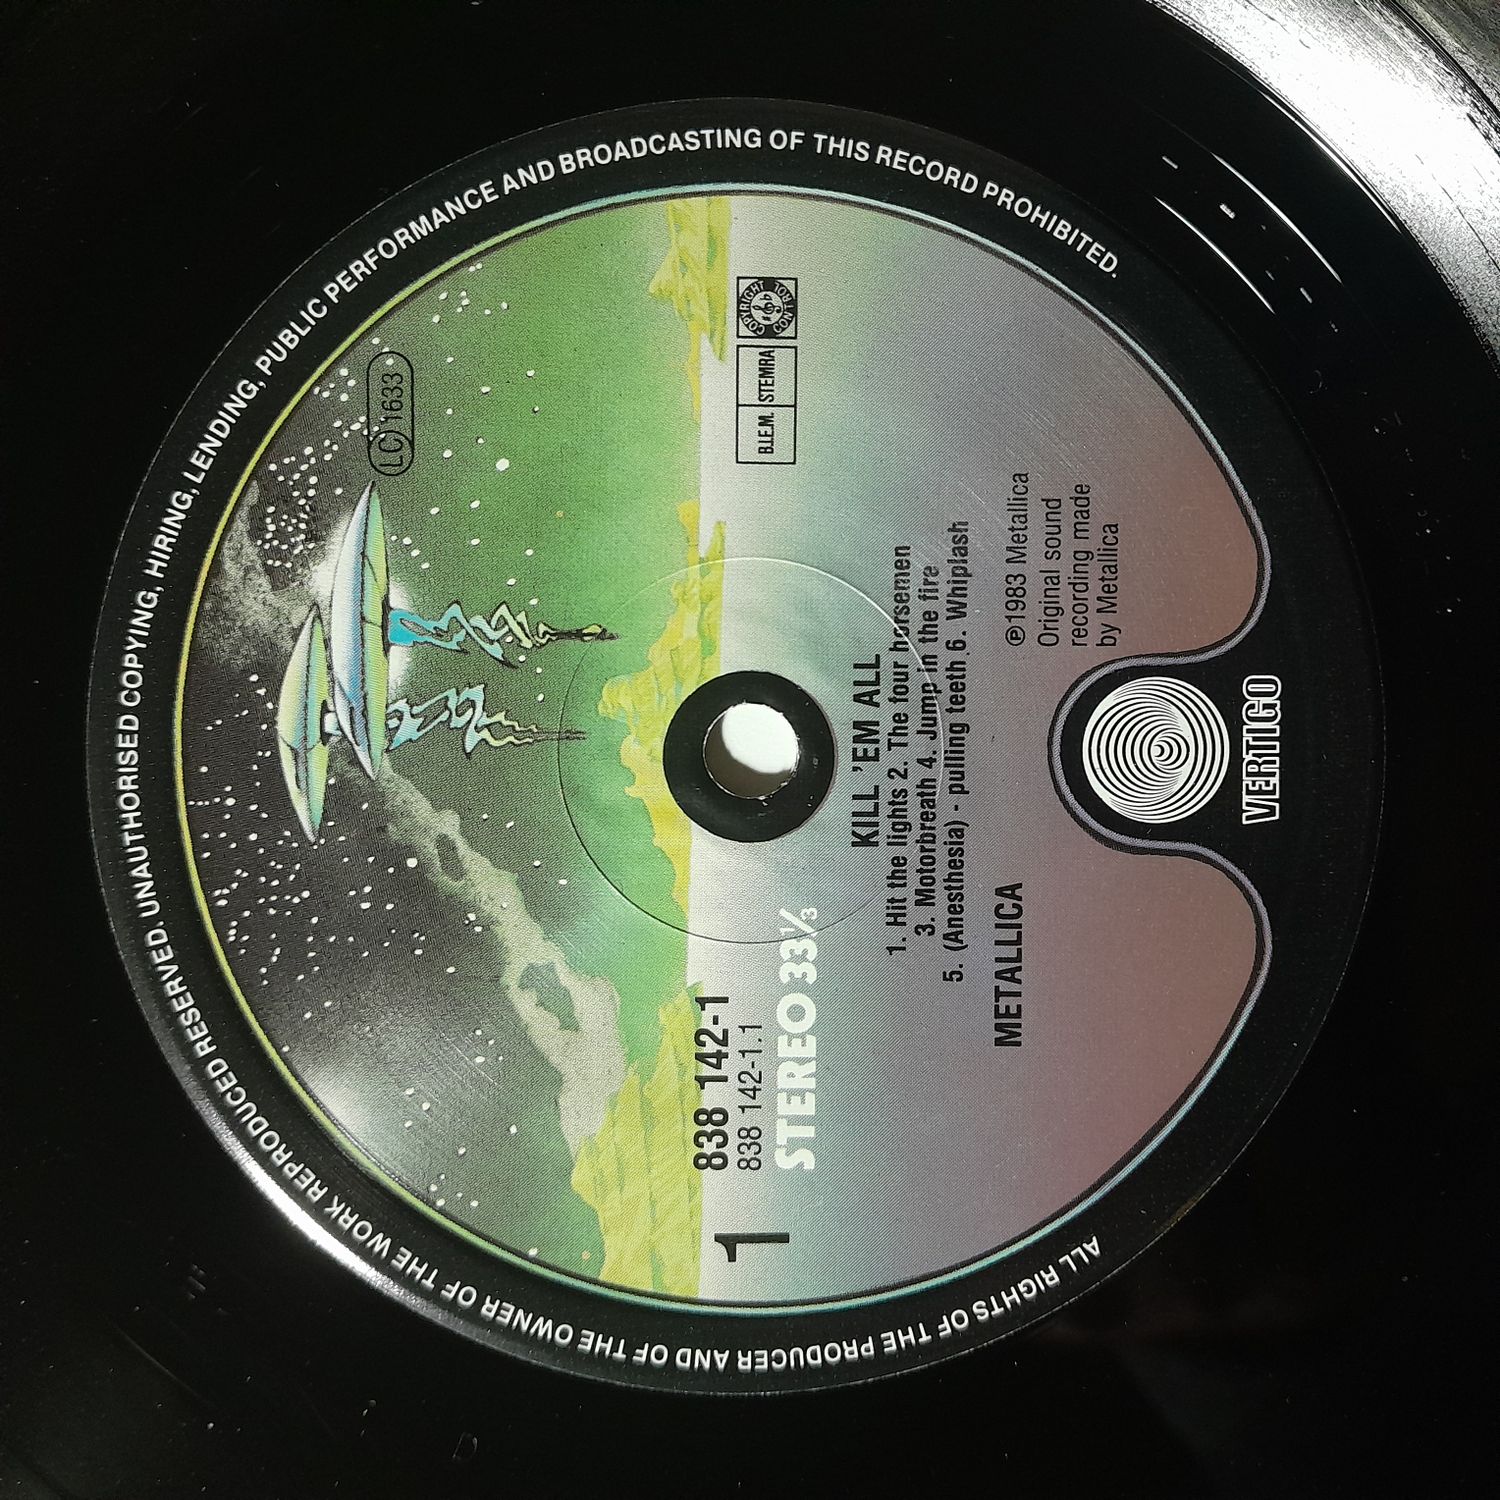 ALL RIGHTS OF THE PRODUCER AND OF THE OWNER OF THE WORK REPRODUCED RESERVED. UNAUTHORISED COPYING, HIRING, LENDING, PUBLIC PERFORMANCE AND BROADCASTING OF THIS RECORD PROHIBITED.
LC 1633
1
838 142-1
838 142-1.1
STEREO 33⅓
B.I.E.M. STEMRA
COPYRIGHT CONTROL
KILL 'EM ALL
1. Hit the lights 2. The four horsemen
3. Motorbreath 4. Jump in the fire
5. (Anesthesia) - pulling teeth 6. Whiplash
METALLICA
℗1983 Metallica
Original sound
recording made
by Metallica
VERTIGO